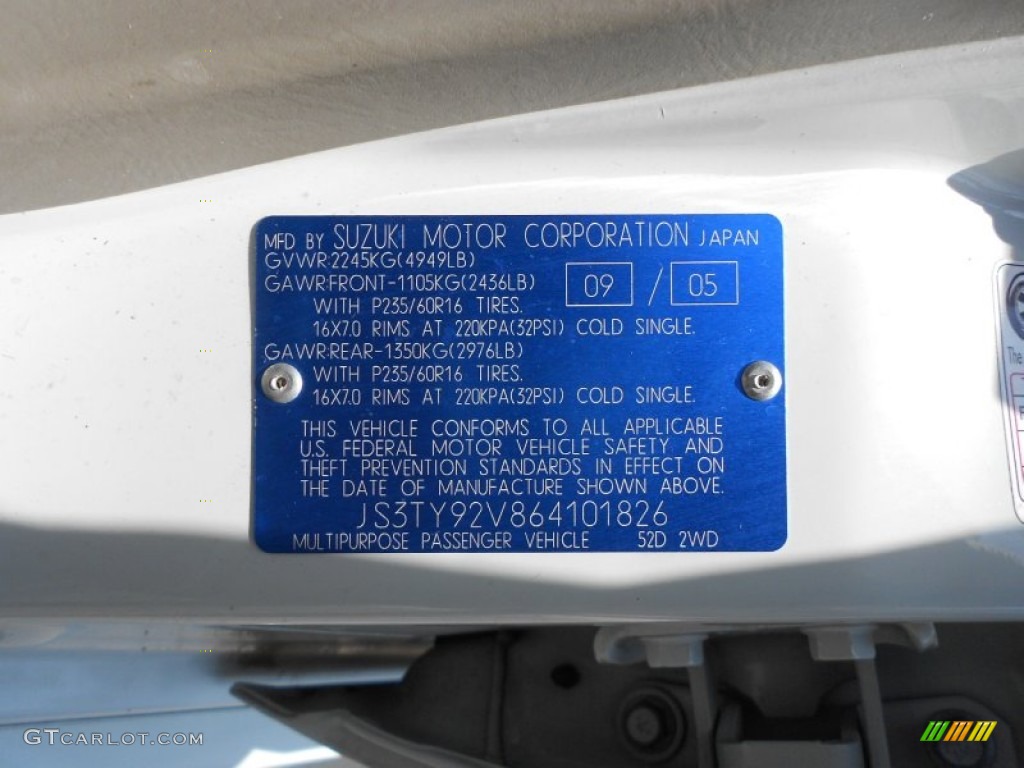 MFD BY SUZUKI MOTOR CORPORATION JAPAN
GVWR:2245KG(4949LB)
GAWR:FRONT-1105KG(2436LB) 09 / 05
WITH P235/60R16 TIRES.
16X7.0 RIMS AT 220KPA(32PSI) COLD SINGLE.
GAWR:REAR-1350KG(2976LB)
WITH P235/60R16 TIRES.
16X7.0 RIMS AT 220KPA(32PSI) COLD SINGLE.
THIS VEHICLE CONFORMS TO ALL APPLICABLE
U.S. FEDERAL MOTOR VEHICLE SAFETY AND
THEFT PREVENTION STANDARDS IN EFFECT ON
THE DATE OF MANUFACTURE SHOWN ABOVE.
JS3TY92V864101826
MULTIPURPOSE PASSENGER VEHICLE 52D 2WD
The
GTCARLOT.COM